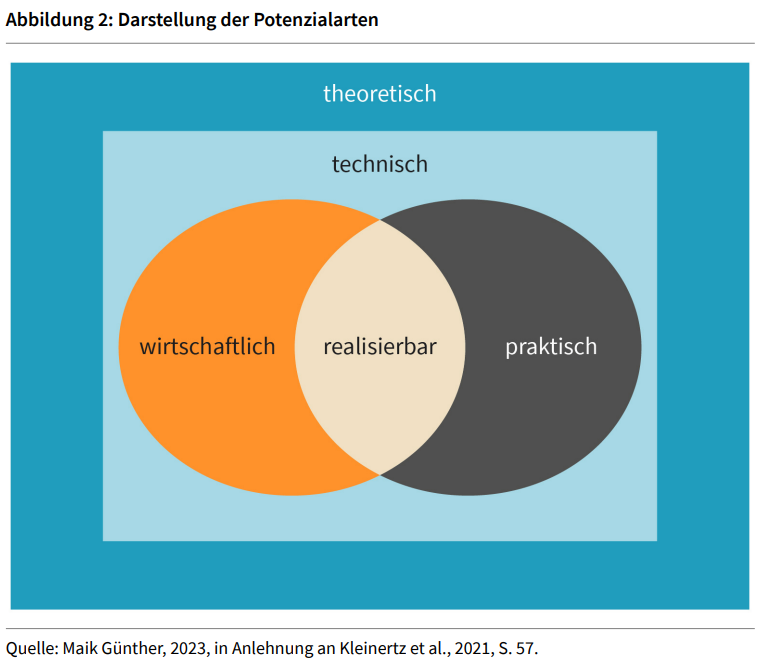 Abbildung 2: Darstellung der Potenzialarten
theoretisch
technisch
wirtschaftlich realisierbar praktisch
Quelle: Maik Günther, 2023, in Anlehnung an Kleinertz et al., 2021, S. 57.